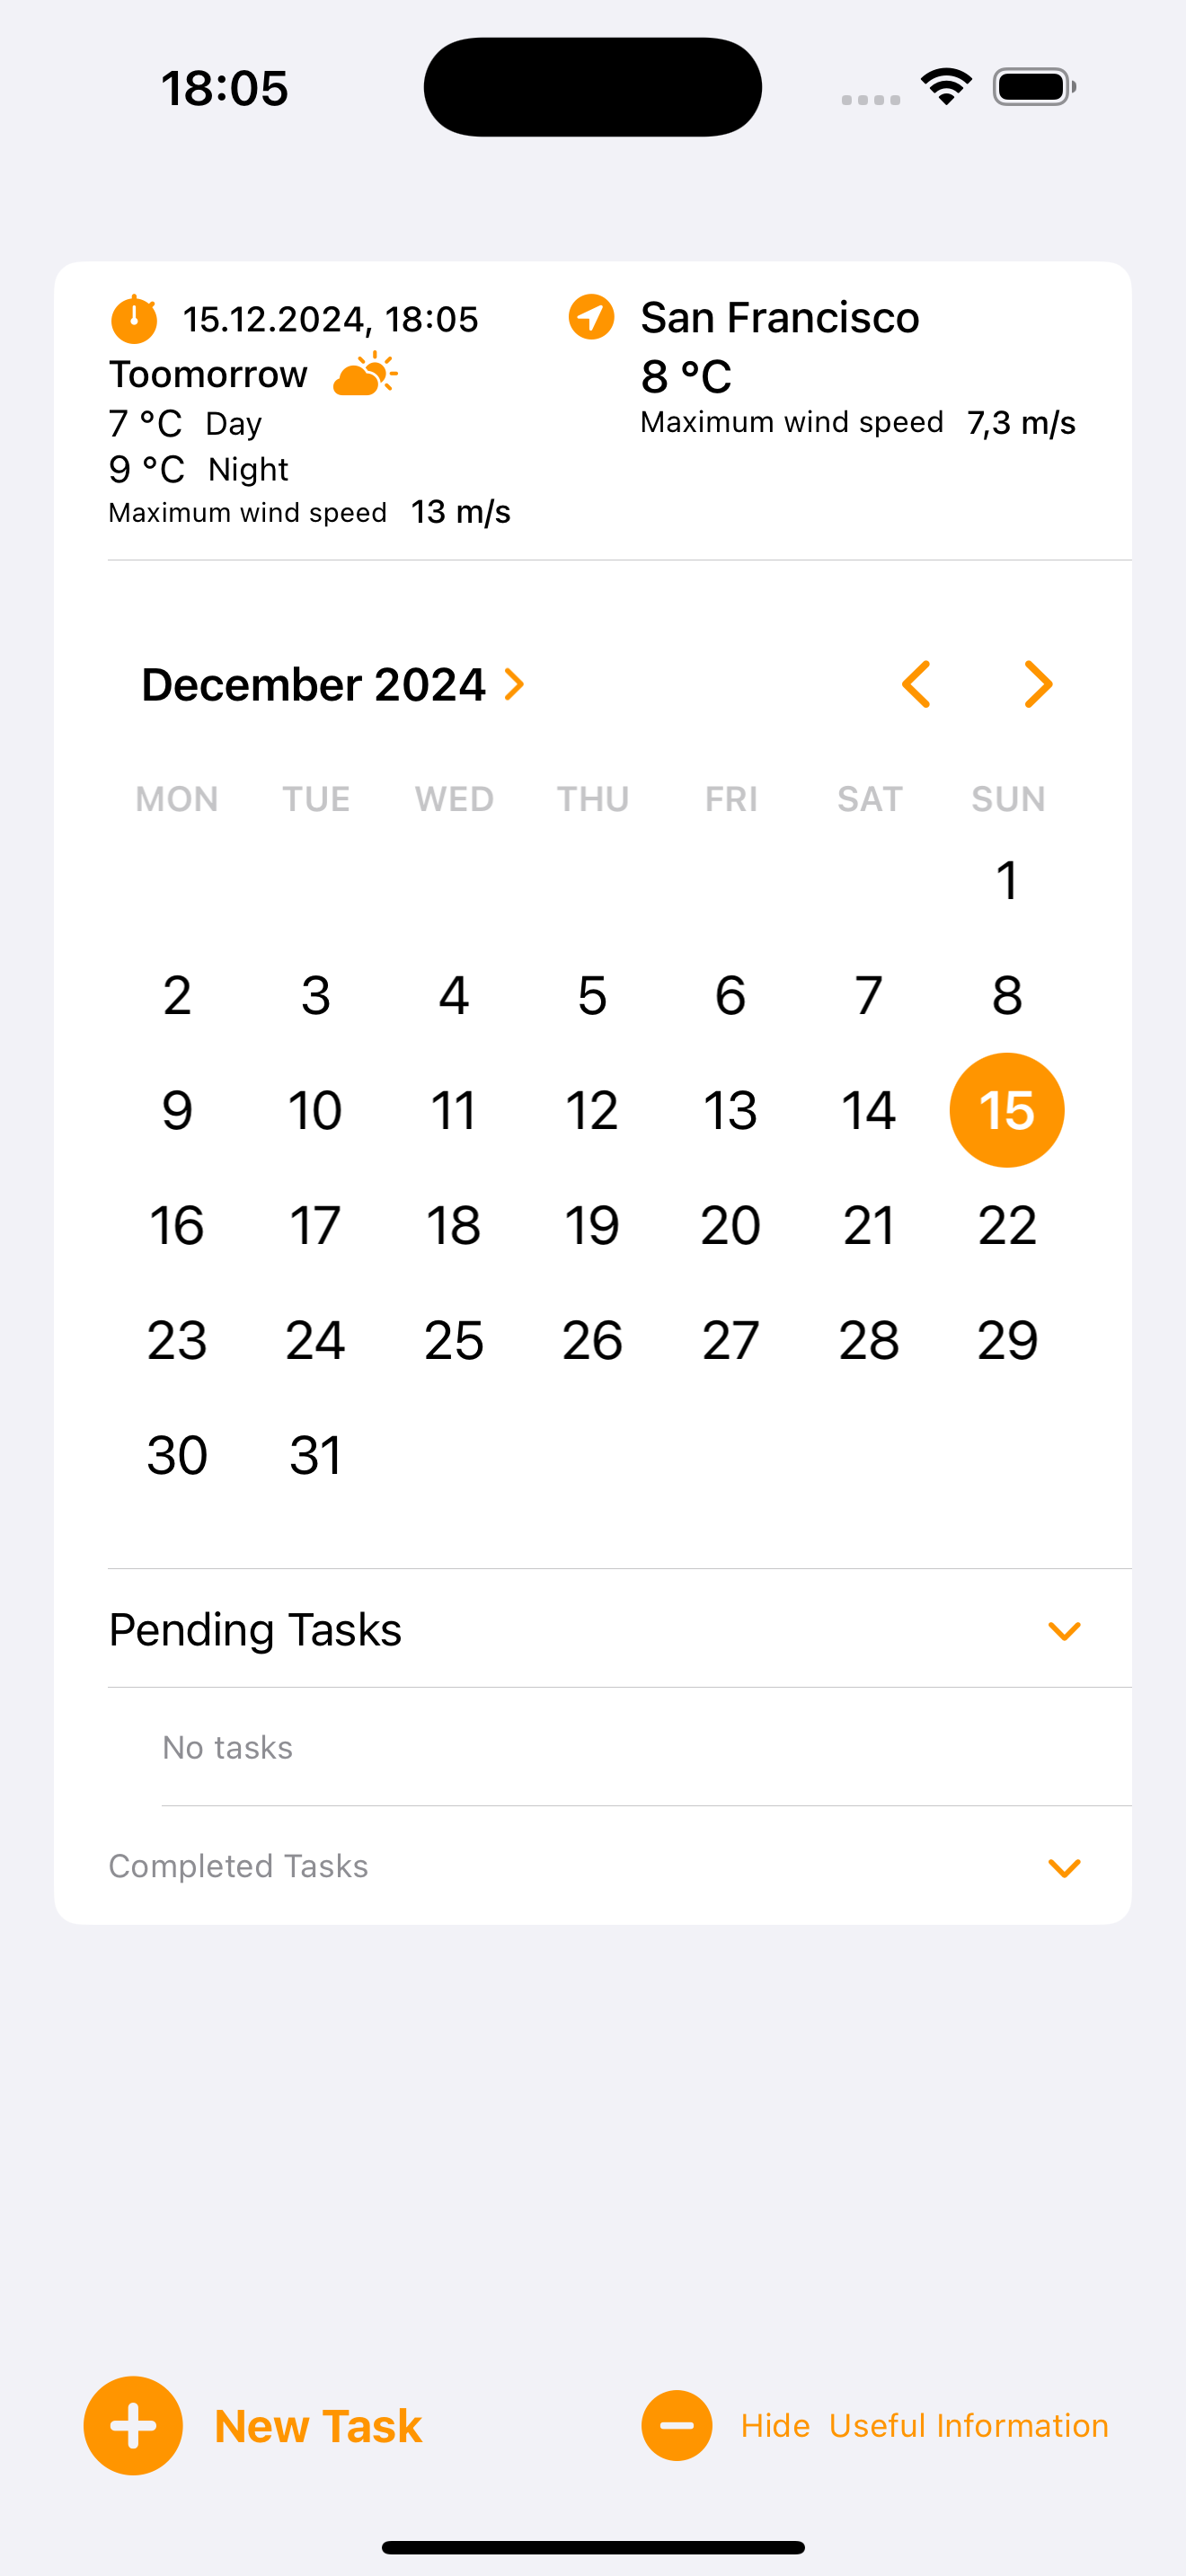 18:05
15.12.2024, 18:05
San Francisco
Toomorrow
8 °C
7 °C Day
Maximum wind speed 7,3 m/s
9 °C Night
Maximum wind speed 13 m/s
December 2024
MON TUE WED THU FRI SAT SUN
1
2 3 4 5 6 7 8
9 10 11 12 13 14 15
16 17 18 19 20 21 22
23 24 25 26 27 28 29
30 31
Pending Tasks
No tasks
Completed Tasks
New Task
Hide Useful Information